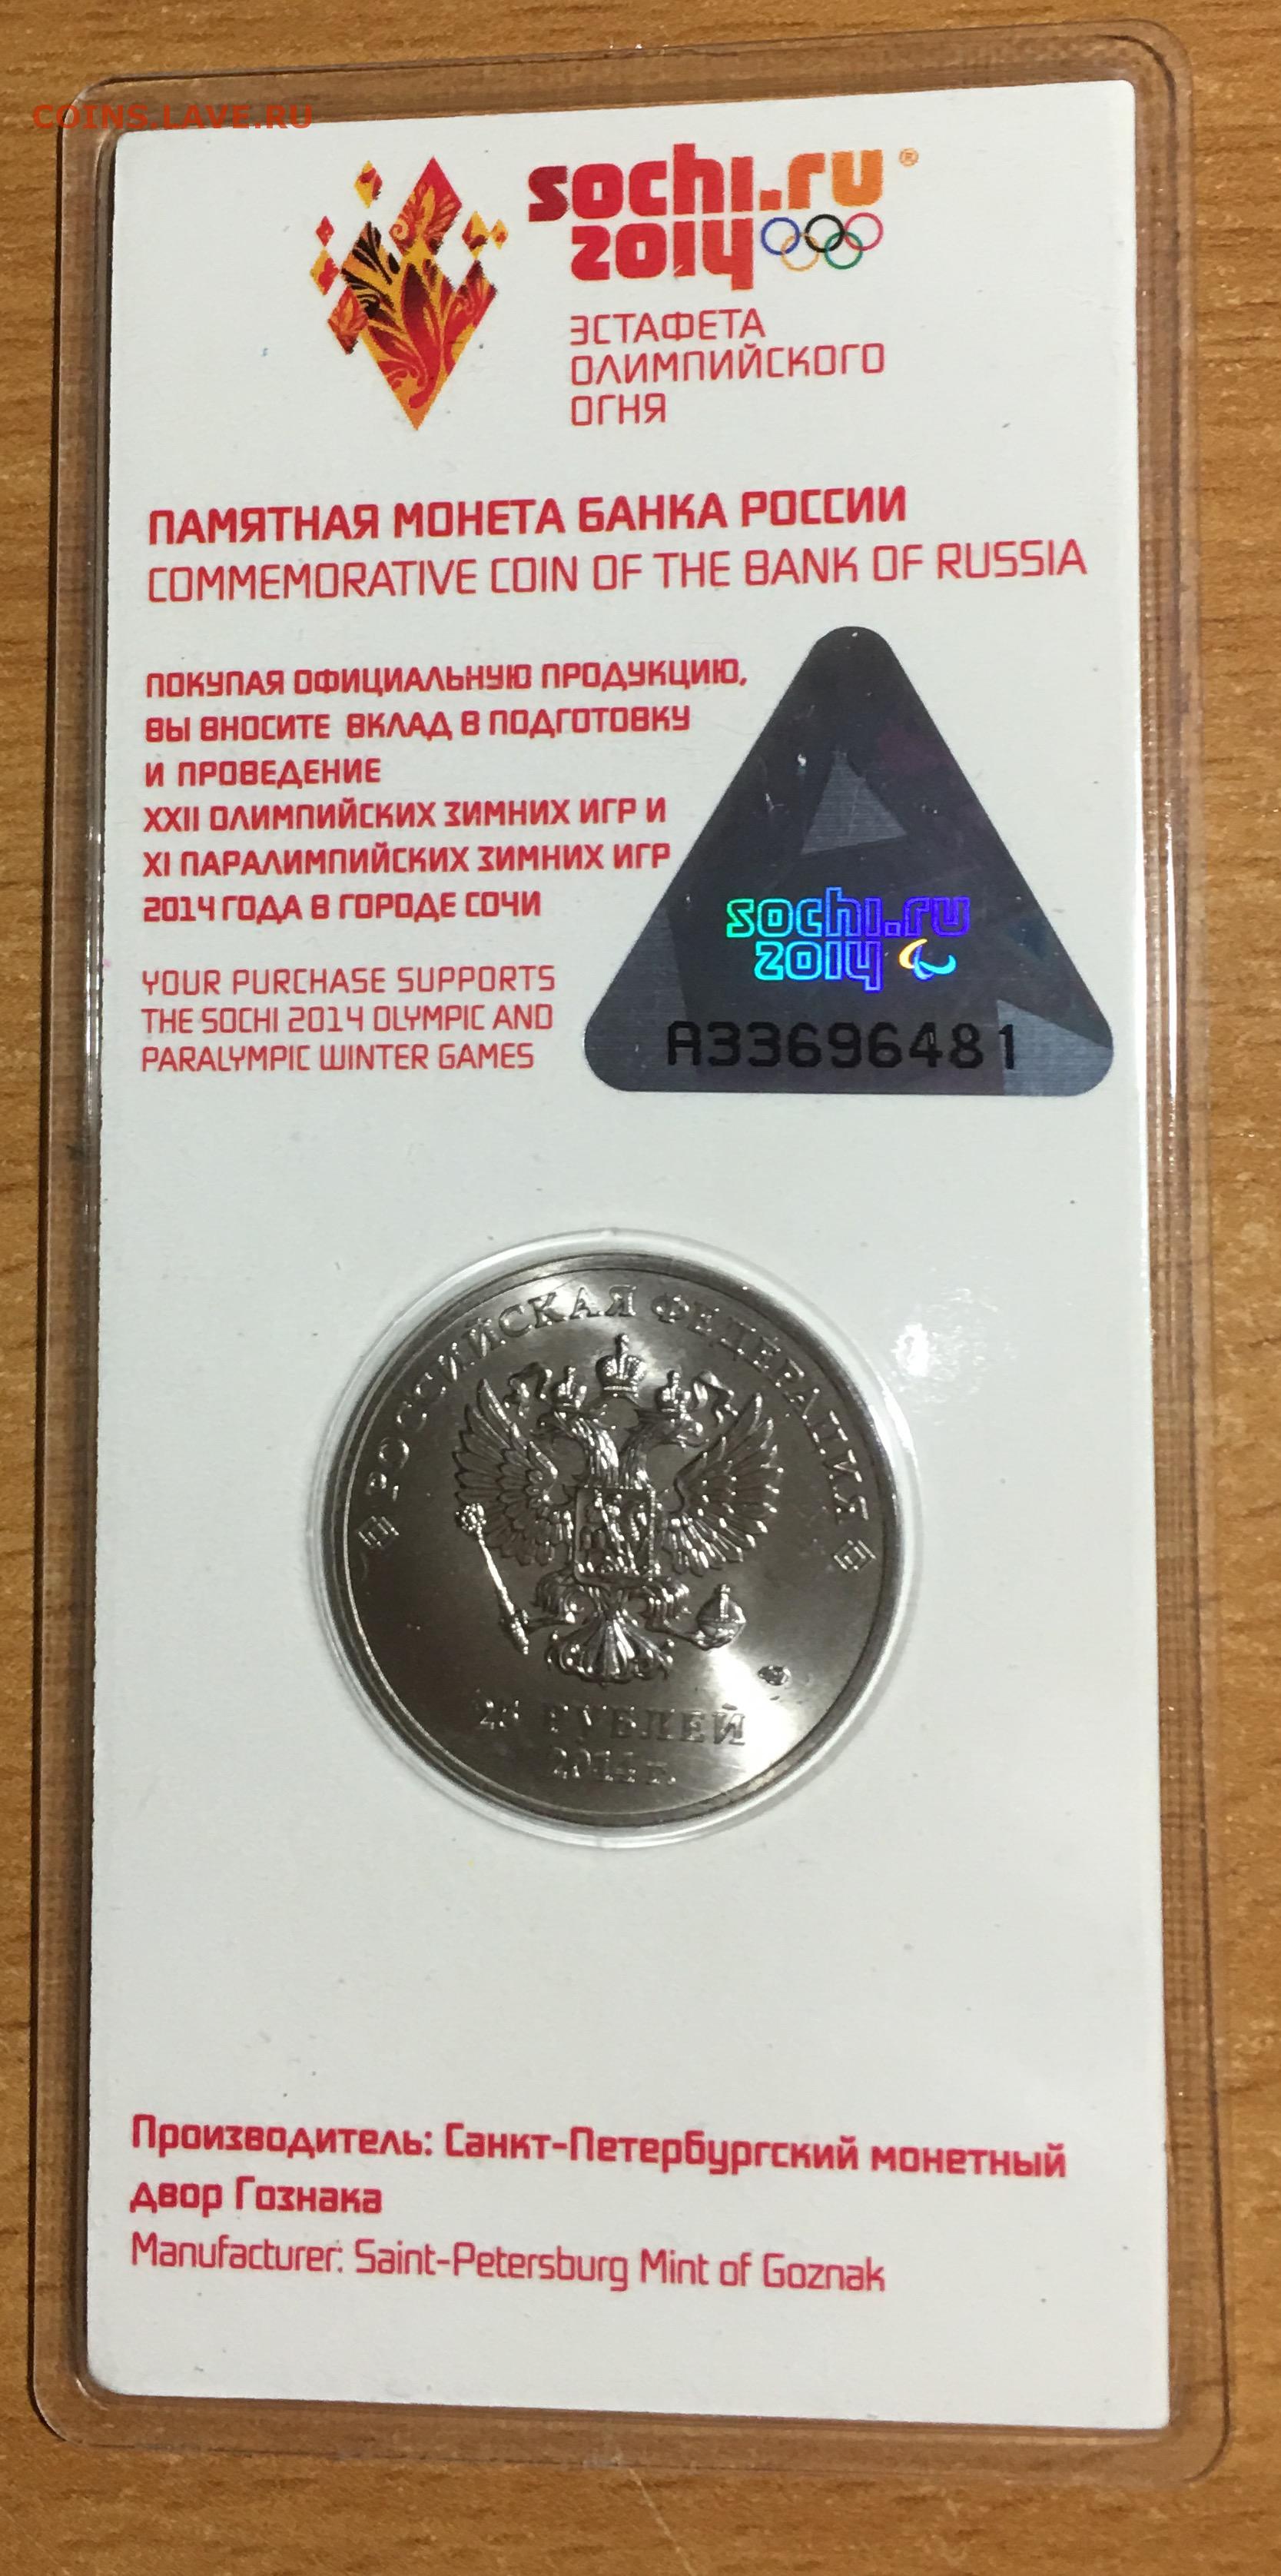 COINS.LAVE.RU
sochi.ru ®
2014
ЭСТАФЕТА
ОЛИМПИЙСКОГО
ОГНЯ
ПАМЯТНАЯ МОНЕТА БАНКА РОССИИ
COMMEMORATIVE COIN OF THE BANK OF RUSSIA
ПОКУПАЯ ОФИЦИАЛЬНУЮ ПРОДУКЦИЮ,
ВЫ ВНОСИТЕ ВКЛАД В ПОДГОТОВКУ
И ПРОВЕДЕНИЕ
XXII ОЛИМПИЙСКИХ ЗИМНИХ ИГР И
XI ПАРАЛИМПИЙСКИХ ЗИМНИХ ИГР
2014 ГОДА В ГОРОДЕ СОЧИ
YOUR PURCHASE SUPPORTS
THE SOCHI 2014 OLYMPIC AND
PARALYMPIC WINTER GAMES
sochi.ru
2014
A33696481
РОССИЙСКАЯ ФЕДЕРАЦИЯ
25 РУБЛЕЙ
2014 г.
Производитель: Санкт-Петербургский монетный
двор Гознака
Manufacturer: Saint-Petersburg Mint of Goznak